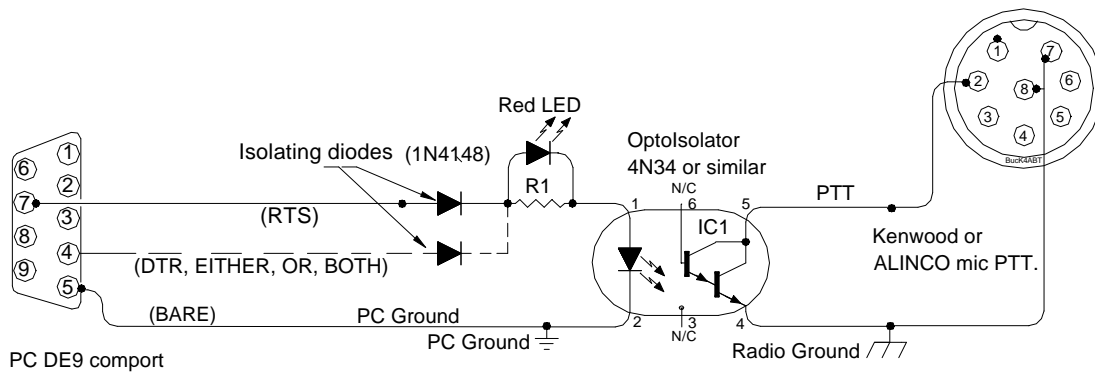 Red LED
Isolating diodes (1N4148)
OptoIsolator
4N34 or similar
R1
N/C
1 6 5
IC1
PTT
(RTS)
(DTR, EITHER, OR, BOTH)
(BARE)
PC Ground
PC Ground
2 3 4
N/C
Radio Ground
Kenwood or
ALINCO mic PTT.
PC DE9 comport
6 1
7 2
8 3
9 4
5
1 7
2 8 6
3 5
4
BucK4ABT